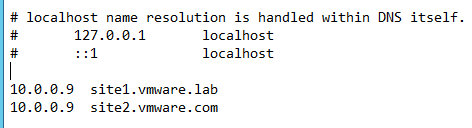 # localhost name resolution is handled within DNS itself.
#       127.0.0.1       localhost
#       ::1             localhost
10.0.0.9  site1.vmware.lab
10.0.0.9  site2.vmware.com